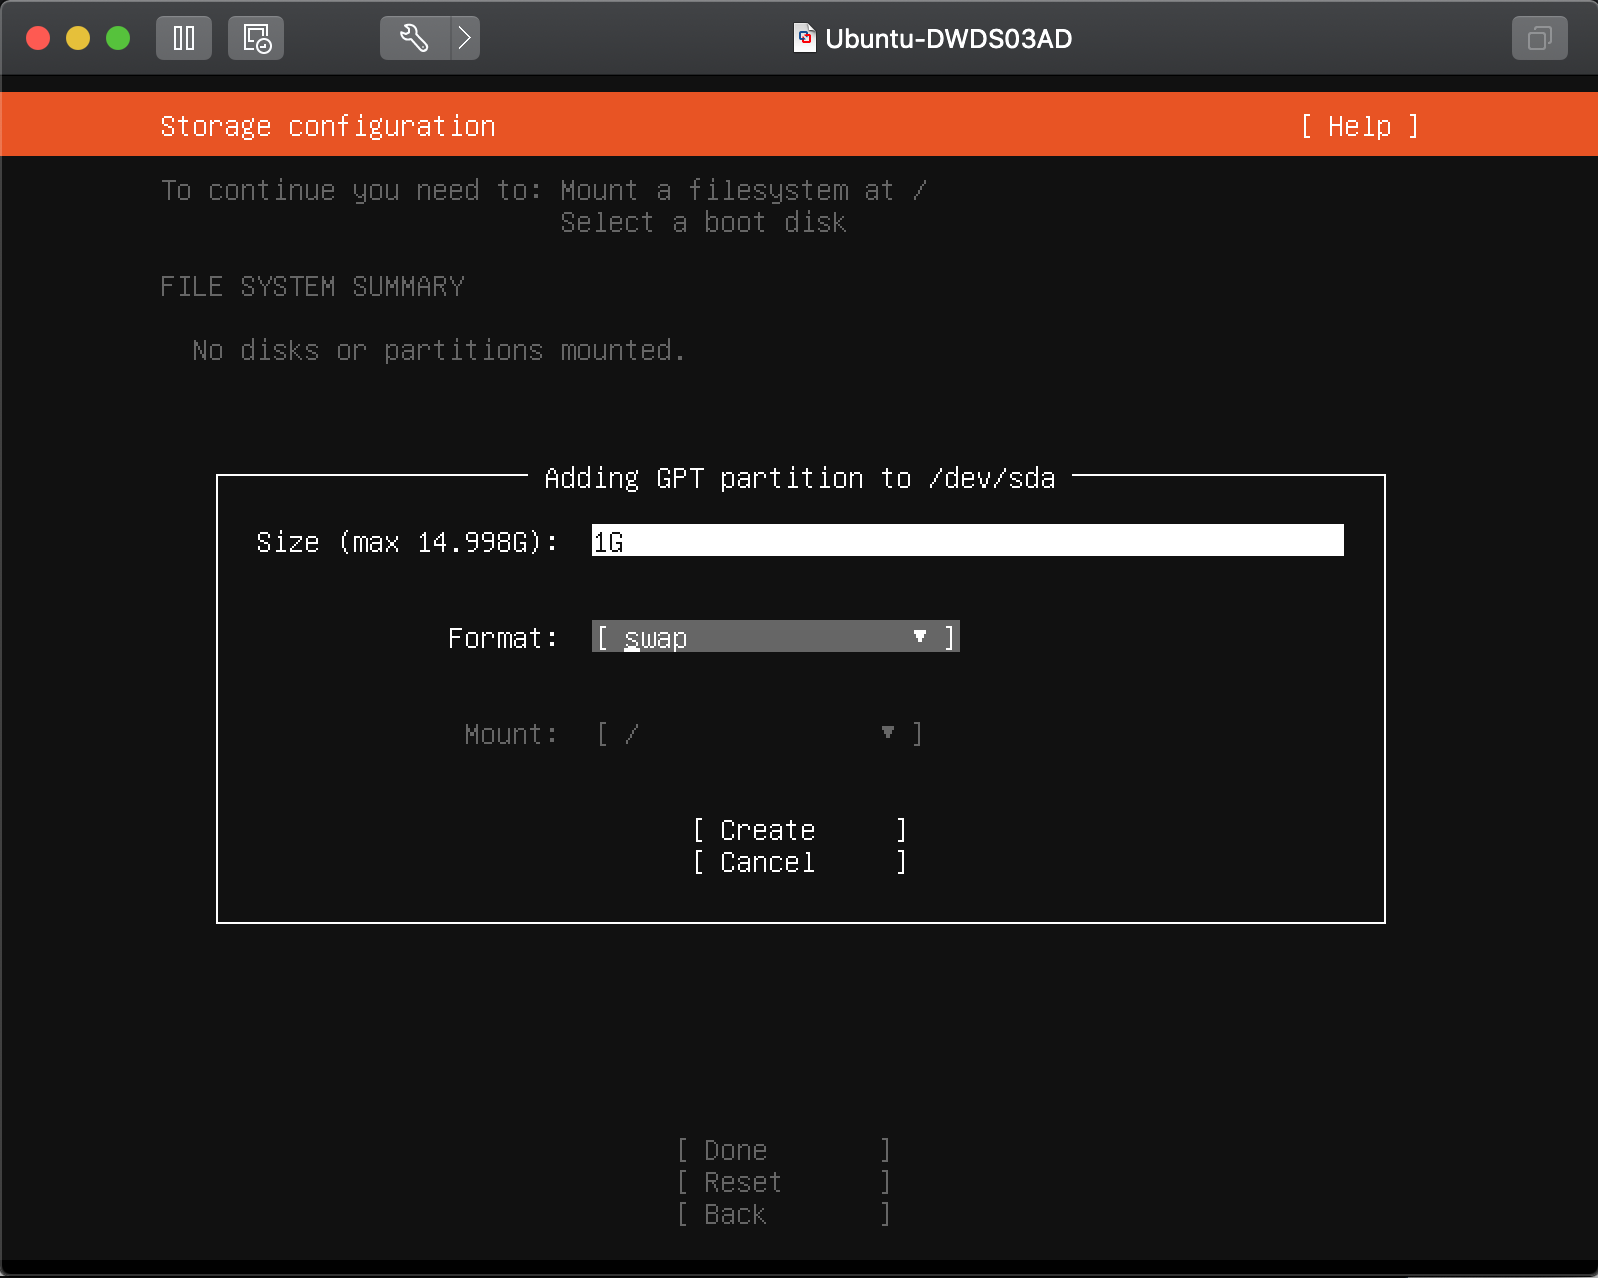 Ubuntu-DWDS03AD
Storage configuration [ Help ]
To continue you need to: Mount a filesystem at /
Select a boot disk
FILE SYSTEM SUMMARY
No disks or partitions mounted.
Adding GPT partition to /dev/sda
Size (max 14.998G): 1G
Format: [ swap ▾ ]
Mount: [ / ▾ ]
[ Create ]
[ Cancel ]
[ Done ]
[ Reset ]
[ Back ]